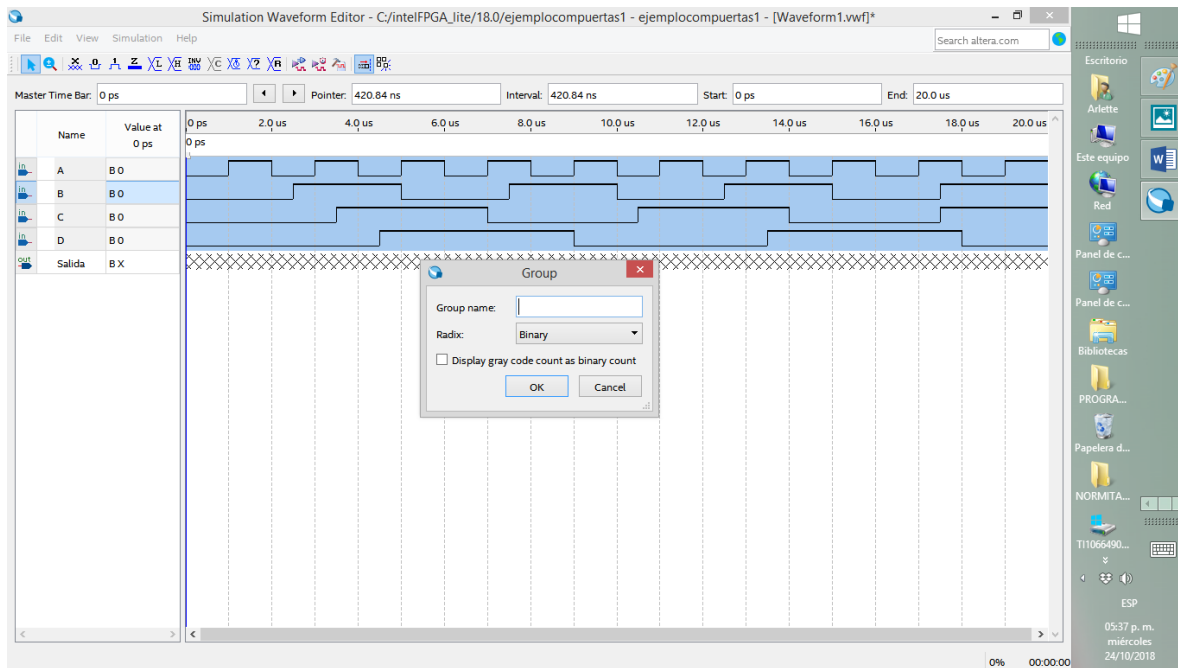 Simulation Waveform Editor - C:/intelFPGA_lite/18.0/ejemplocompuertas1 - ejemplocompuertas1 - [Waveform1.vwf]*
File Edit View Simulation Help
Search altera.com
Master Time Bar: 0 ps
Pointer: 420.84 ns
Interval: 420.84 ns
Start: 0 ps
End: 20.0 us
Name
Value at
0 ps
0 ps 2.0 us 4.0 us 6.0 us 8.0 us 10.0 us 12.0 us 14.0 us 16.0 us 18.0 us 20.0 us
0 ps
in A B 0
in B B 0
in C B 0
in D B 0
out Salida B X
Group
Group name:
Radix: Binary
Display gray code count as binary count
OK Cancel
0% 00:00:00
Escritorio
Arlette
Este equipo
Red
Panel de c...
Panel de c...
Bibliotecas
PROGRA...
Papelera d...
NORMITA...
TI1066490...
ESP
05:37 p. m.
miércoles
24/10/2018